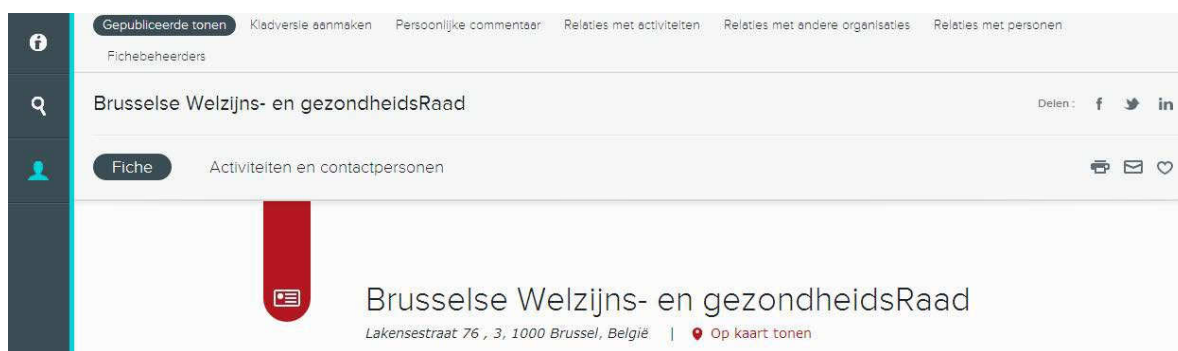 Gepubliceerde tonen Kladversie aanmaken Persoonlijke commentaar Relaties met activiteiten Relaties met andere organisaties Relaties met personen
Fichebeheerders
Brusselse Welzijns- en gezondheidsRaad Delen :
Fiche Activiteiten en contactpersonen
Brusselse Welzijns- en gezondheidsRaad
Lakensestraat 76 , 3, 1000 Brussel, België | Op kaart tonen